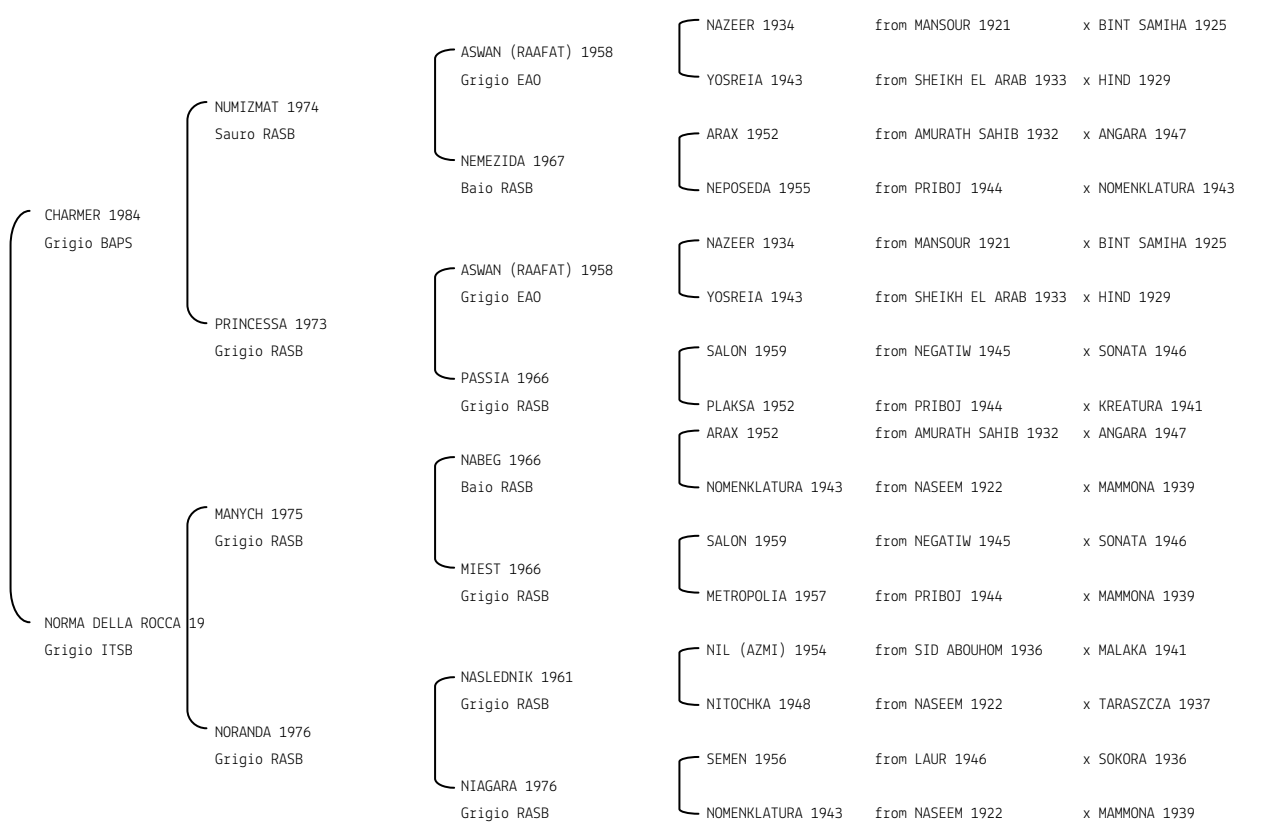 NAZEER 1934 from MANSOUR 1921 x BINT SAMIHA 1925
ASWAN (RAAFAT) 1958
Grigio EAO
YOSREIA 1943 from SHEIKH EL ARAB 1933 x HIND 1929
NUMIZMAT 1974
Sauro RASB
ARAX 1952 from AMURATH SAHIB 1932 x ANGARA 1947
NEMEZIDA 1967
Baio RASB
NEPOSEDA 1955 from PRIBOJ 1944 x NOMENKLATURA 1943
CHARMER 1984
Grigio BAPS
NAZEER 1934 from MANSOUR 1921 x BINT SAMIHA 1925
ASWAN (RAAFAT) 1958
Grigio EAO
YOSREIA 1943 from SHEIKH EL ARAB 1933 x HIND 1929
PRINCESSA 1973
Grigio RASB
SALON 1959 from NEGATIW 1945 x SONATA 1946
PASSIA 1966
Grigio RASB
PLAKSA 1952 from PRIBOJ 1944 x KREATURA 1941
ARAX 1952 from AMURATH SAHIB 1932 x ANGARA 1947
NABEG 1966
Baio RASB
NOMENKLATURA 1943 from NASEEM 1922 x MAMMONA 1939
MANYCH 1975
Grigio RASB
SALON 1959 from NEGATIW 1945 x SONATA 1946
MIEST 1966
Grigio RASB
METROPOLIA 1957 from PRIBOJ 1944 x MAMMONA 1939
NORMA DELLA ROCCA 19
Grigio ITSB
NIL (AZMI) 1954 from SID ABOUHOM 1936 x MALAKA 1941
NASLEDNIK 1961
Grigio RASB
NITOCHKA 1948 from NASEEM 1922 x TARASZCZA 1937
NORANDA 1976
Grigio RASB
SEMEN 1956 from LAUR 1946 x SOKORA 1936
NIAGARA 1976
Grigio RASB
NOMENKLATURA 1943 from NASEEM 1922 x MAMMONA 1939